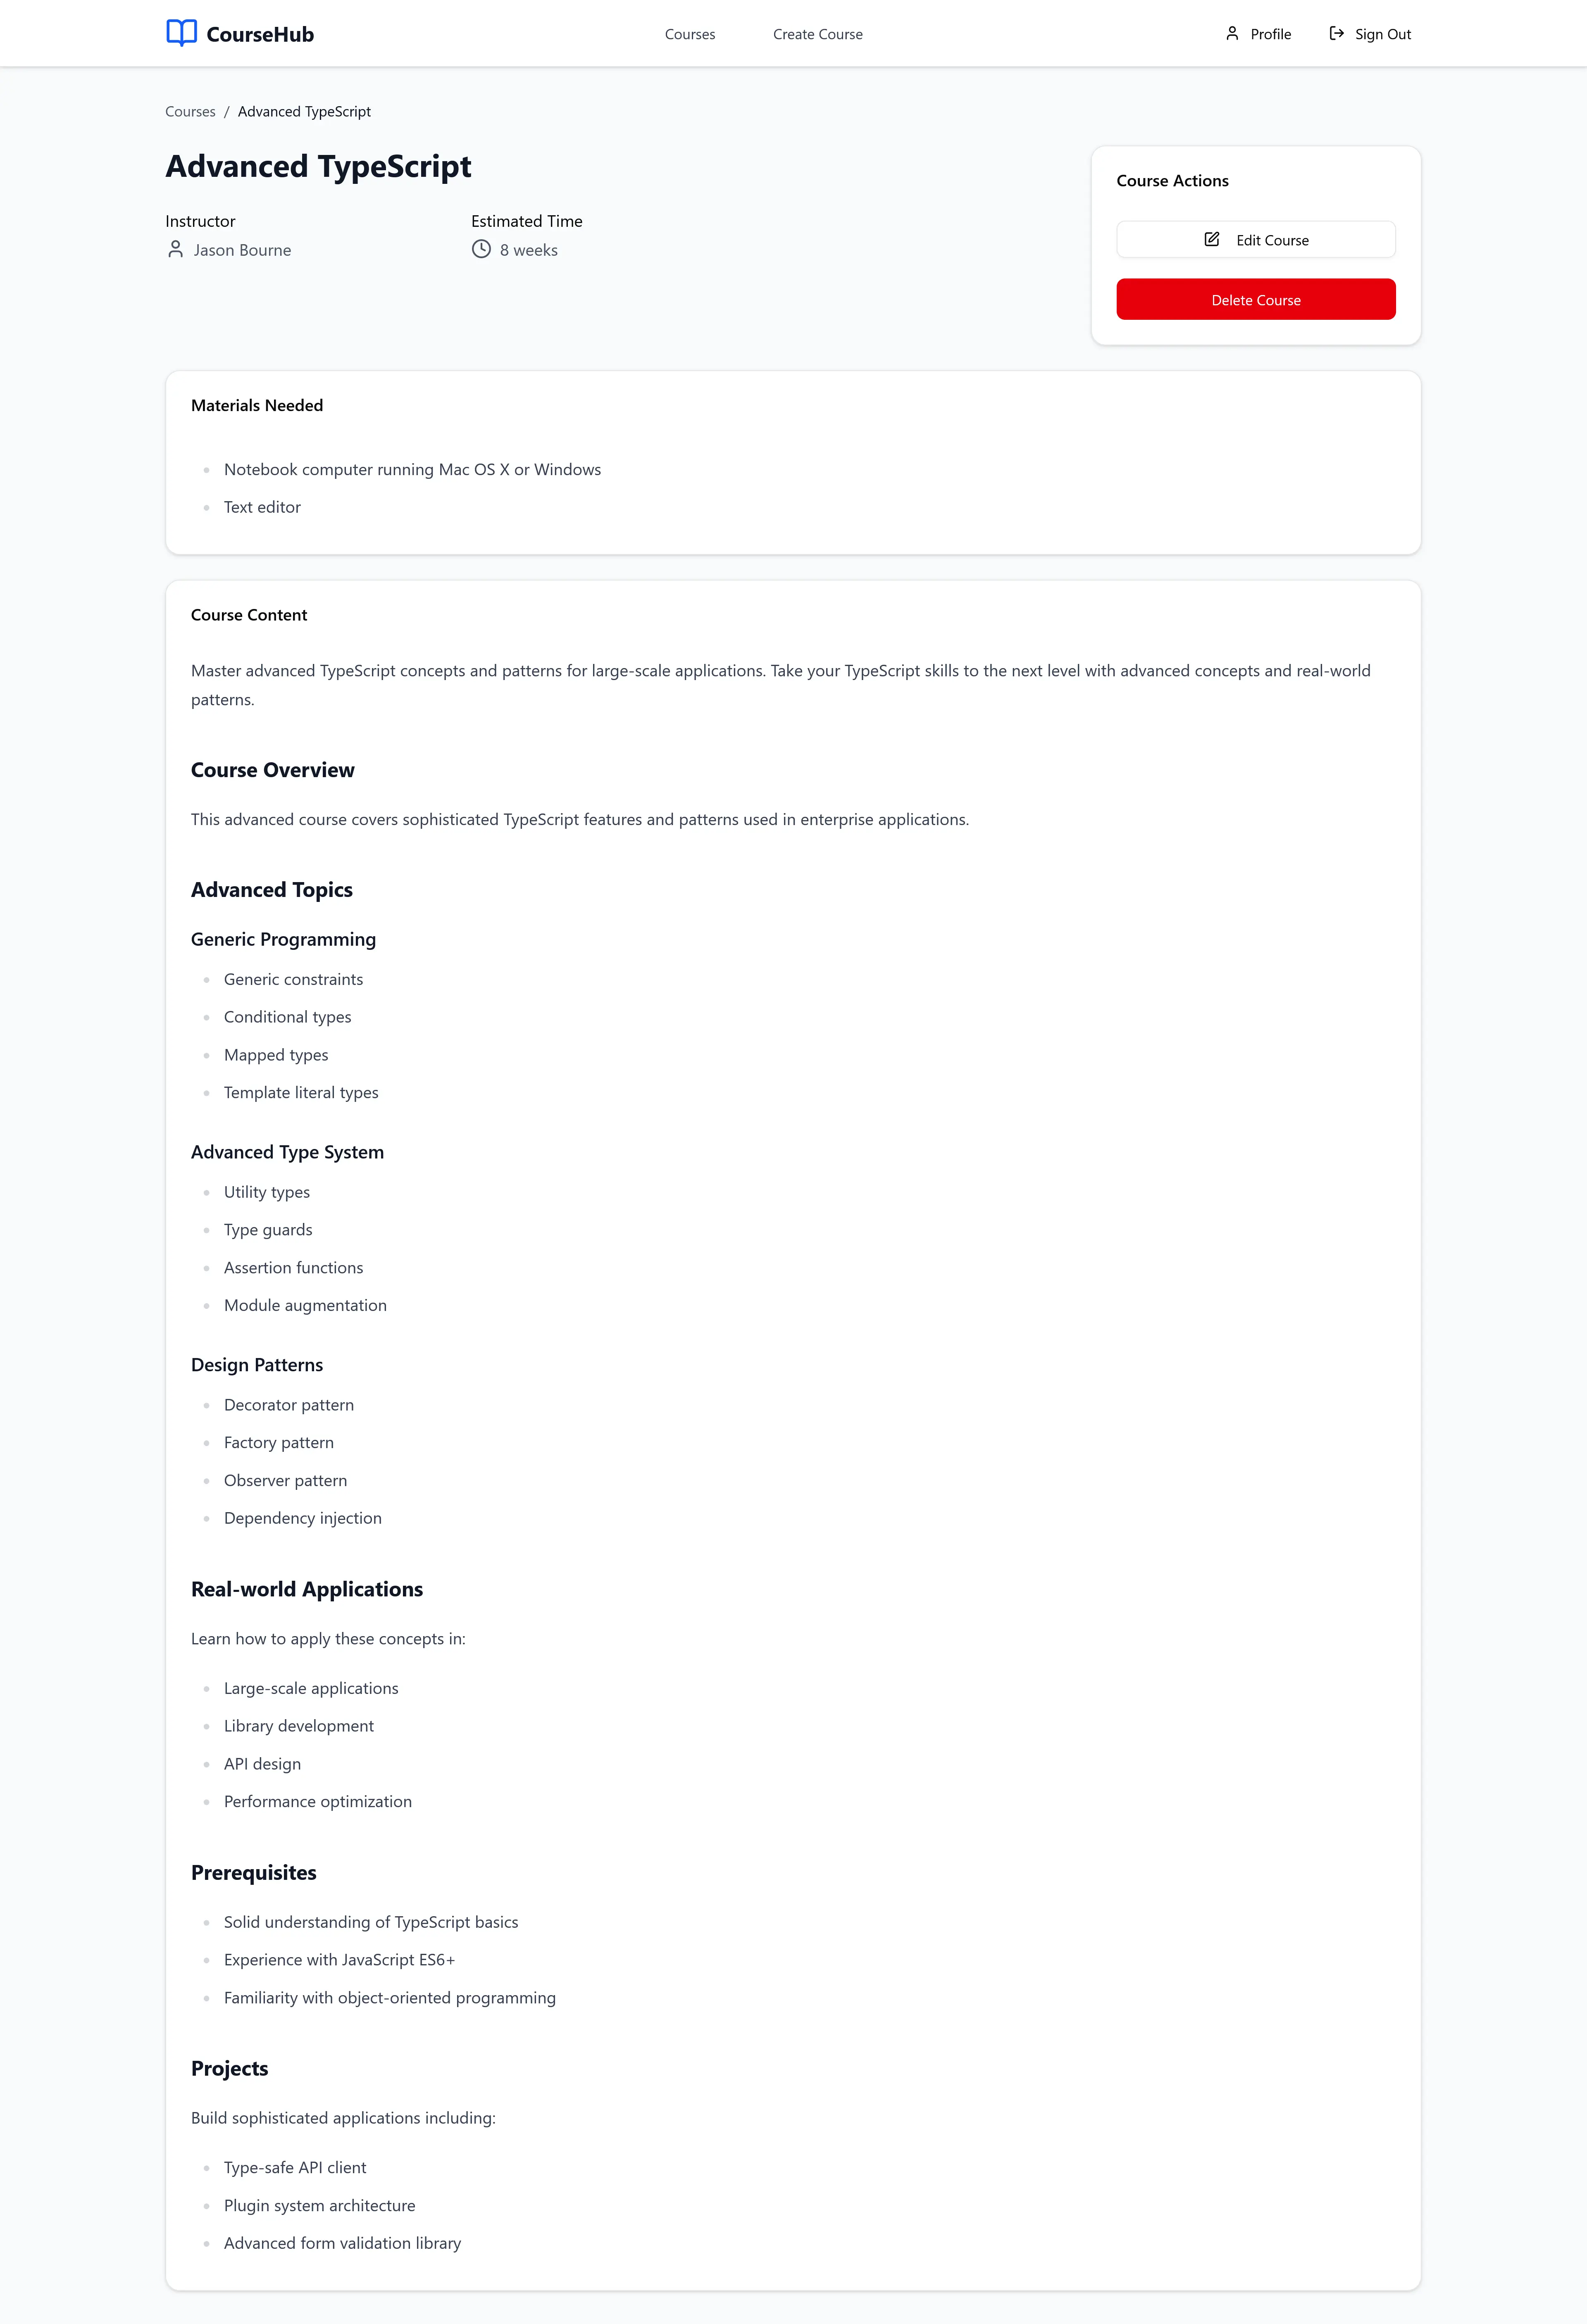 CourseHub
Courses
Create Course
Profile
Sign Out
Courses / Advanced TypeScript
Advanced TypeScript
Instructor
Jason Bourne
Estimated Time
8 weeks
Course Actions
Edit Course
Delete Course
Materials Needed
Notebook computer running Mac OS X or Windows
Text editor
Course Content
Master advanced TypeScript concepts and patterns for large-scale applications. Take your TypeScript skills to the next level with advanced concepts and real-world
patterns.
Course Overview
This advanced course covers sophisticated TypeScript features and patterns used in enterprise applications.
Advanced Topics
Generic Programming
Generic constraints
Conditional types
Mapped types
Template literal types
Advanced Type System
Utility types
Type guards
Assertion functions
Module augmentation
Design Patterns
Decorator pattern
Factory pattern
Observer pattern
Dependency injection
Real-world Applications
Learn how to apply these concepts in:
Large-scale applications
Library development
API design
Performance optimization
Prerequisites
Solid understanding of TypeScript basics
Experience with JavaScript ES6+
Familiarity with object-oriented programming
Projects
Build sophisticated applications including:
Type-safe API client
Plugin system architecture
Advanced form validation library